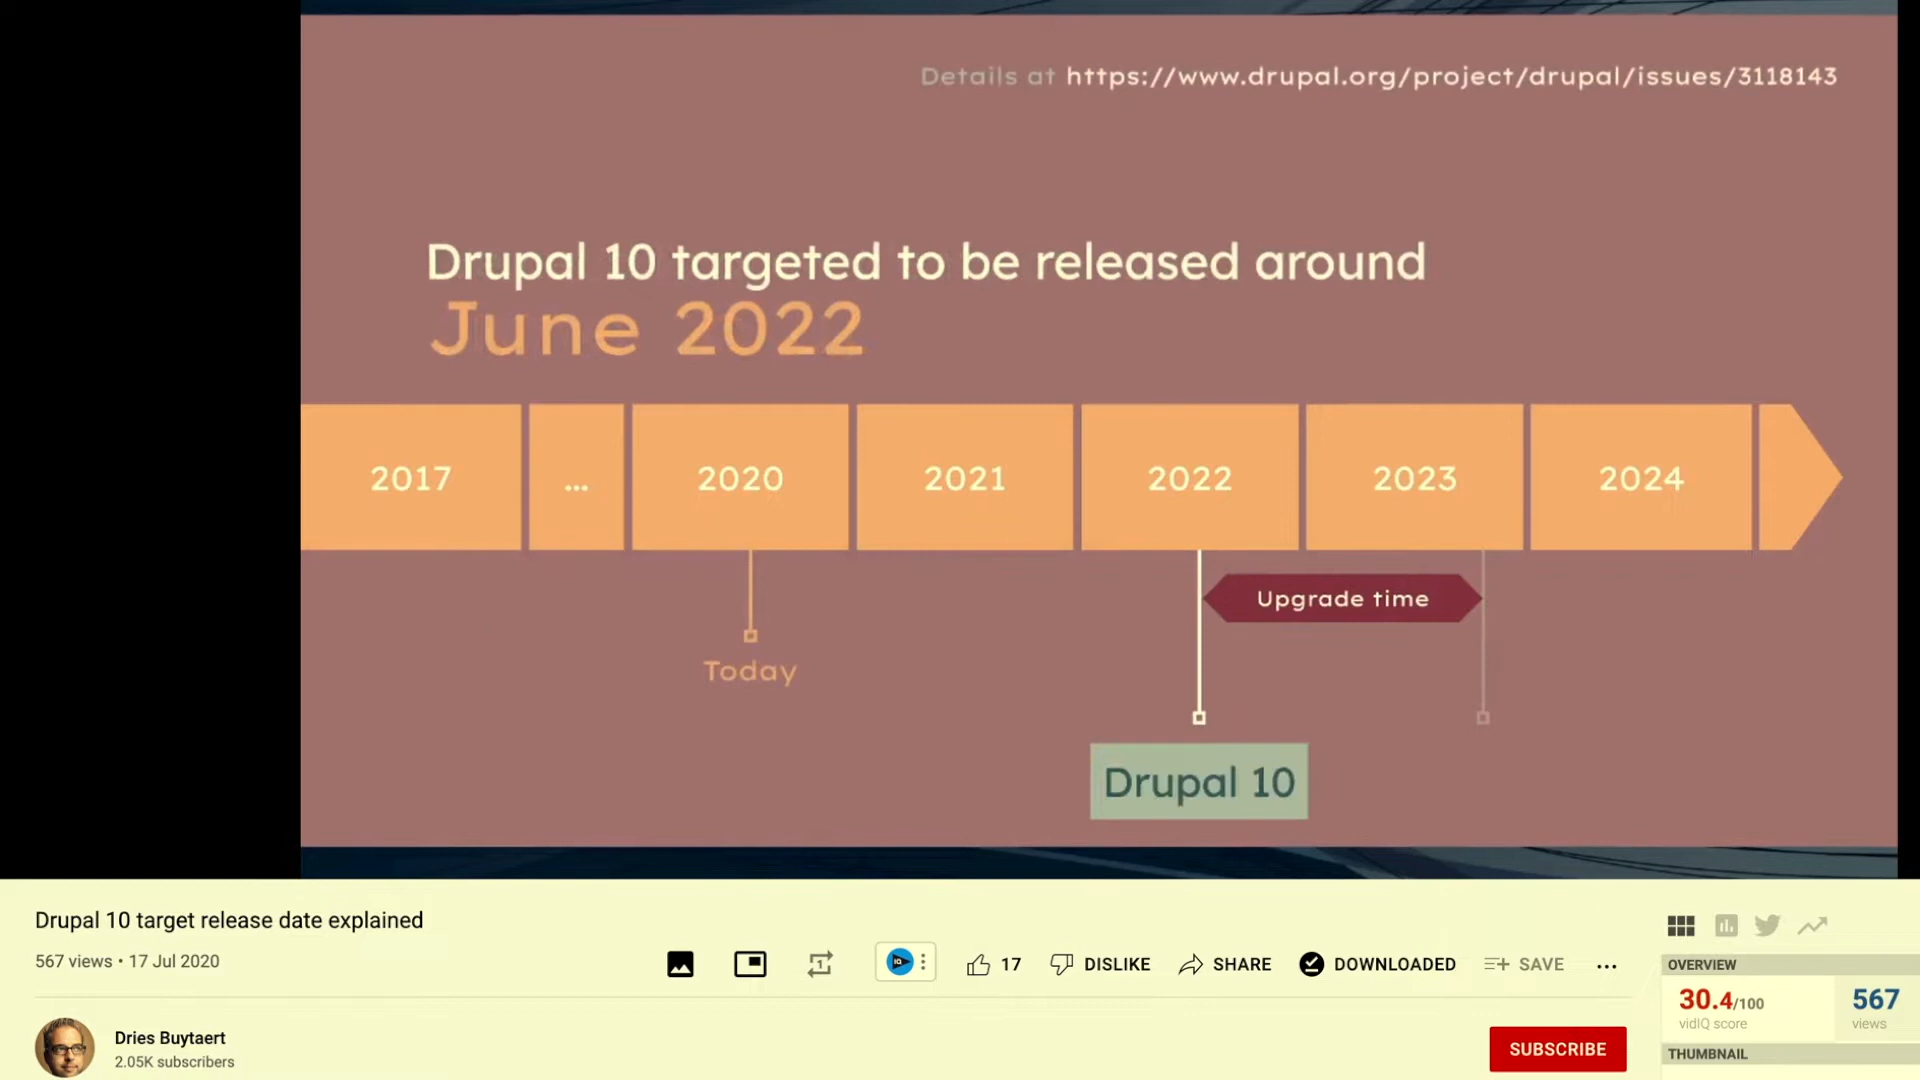 Details at https://www.drupal.org/project/drupal/issues/3118143
Drupal 10 targeted to be released around
June 2022
2017
...
2020
2021
2022
2023
2024
Upgrade time
Today
Drupal 10
Drupal 10 target release date explained
567 views • 17 Jul 2020
1
iQ
17
DISLIKE
SHARE
DOWNLOADED
SAVE
Dries Buytaert
2.05K subscribers
SUBSCRIBE
OVERVIEW
30.4/100
vidIQ score
567
views
THUMBNAIL